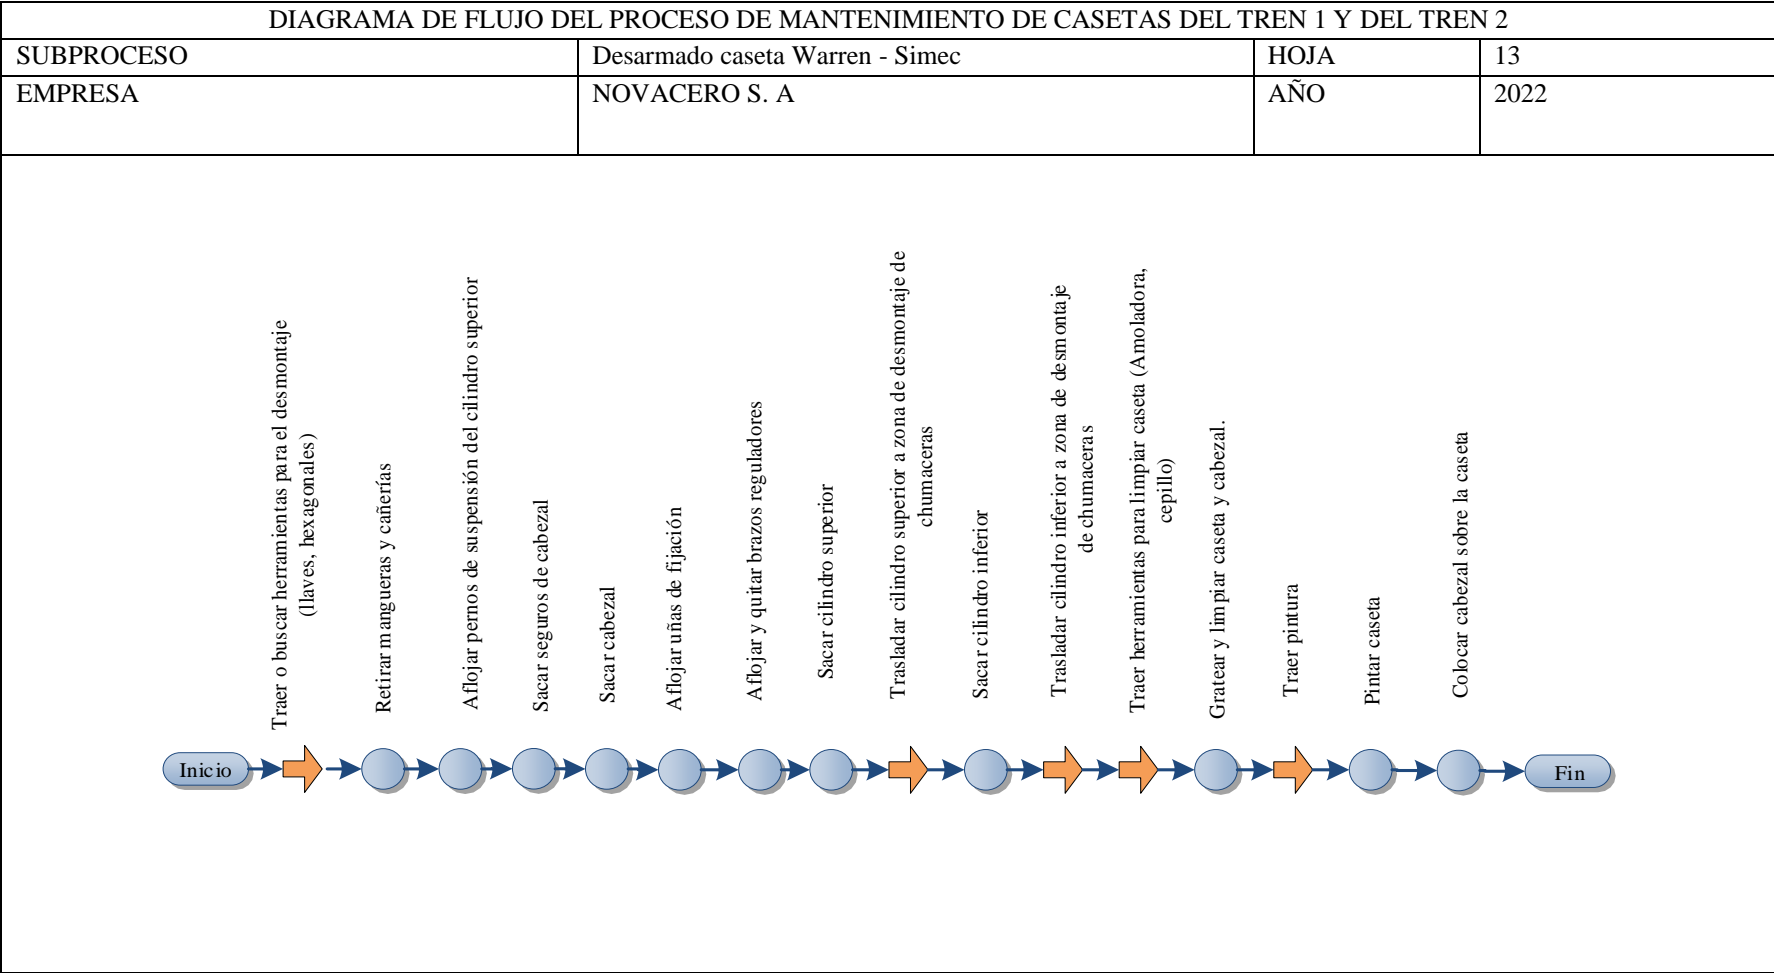 DIAGRAMA DE FLUJO DEL PROCESO DE MANTENIMIENTO DE CASETAS DEL TREN 1 Y DEL TREN 2
SUBPROCESO
Desarmado caseta Warren - Simec
HOJA
13
EMPRESA
NOVACERO S. A
AÑO
2022
Inicio
Traer o buscar herramientas para el desmontaje
(llaves, hexagonales)
Retirar mangueras y cañerías
Aflojar pernos de suspensión del cilindro superior
Sacar seguros de cabezal
Sacar cabezal
Aflojar uñas de fijación
Aflojar y quitar brazos reguladores
Sacar cilindro superior
Trasladar cilindro superior a zona de desmontaje de
chumaceras
Sacar cilindro inferior
Trasladar cilindro inferior a zona de desmontaje
de chumaceras
Traer herramientas para limpiar caseta (Amoladora,
cepillo)
Gratear y limpiar caseta y cabezal.
Traer pintura
Pintar caseta
Colocar cabezal sobre la caseta
Fin